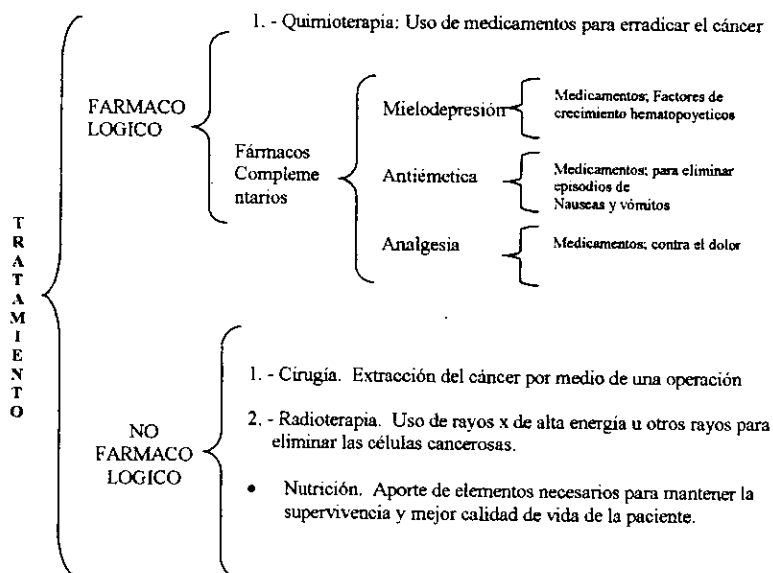 1. - Quimioterapia: Uso de medicamentos para erradicar el cáncer
FARMACO
LOGICO
Fármacos
Compleme
ntarios
Mielodepresión
Medicamentos; Factores de
crecimiento hematopoyeticos
Antiémetica
Medicamentos; para eliminar
episodios de
Nauseas y vómitos
Analgesia
Medicamentos; contra el dolor
TRATAMIENTO
NO
FARMACO
LOGICO
1. - Cirugía. Extracción del cáncer por medio de una operación
2. - Radioterapia. Uso de rayos x de alta energía u otros rayos para
eliminar las células cancerosas.
• Nutrición. Aporte de elementos necesarios para mantener la
supervivencia y mejor calidad de vida de la paciente.